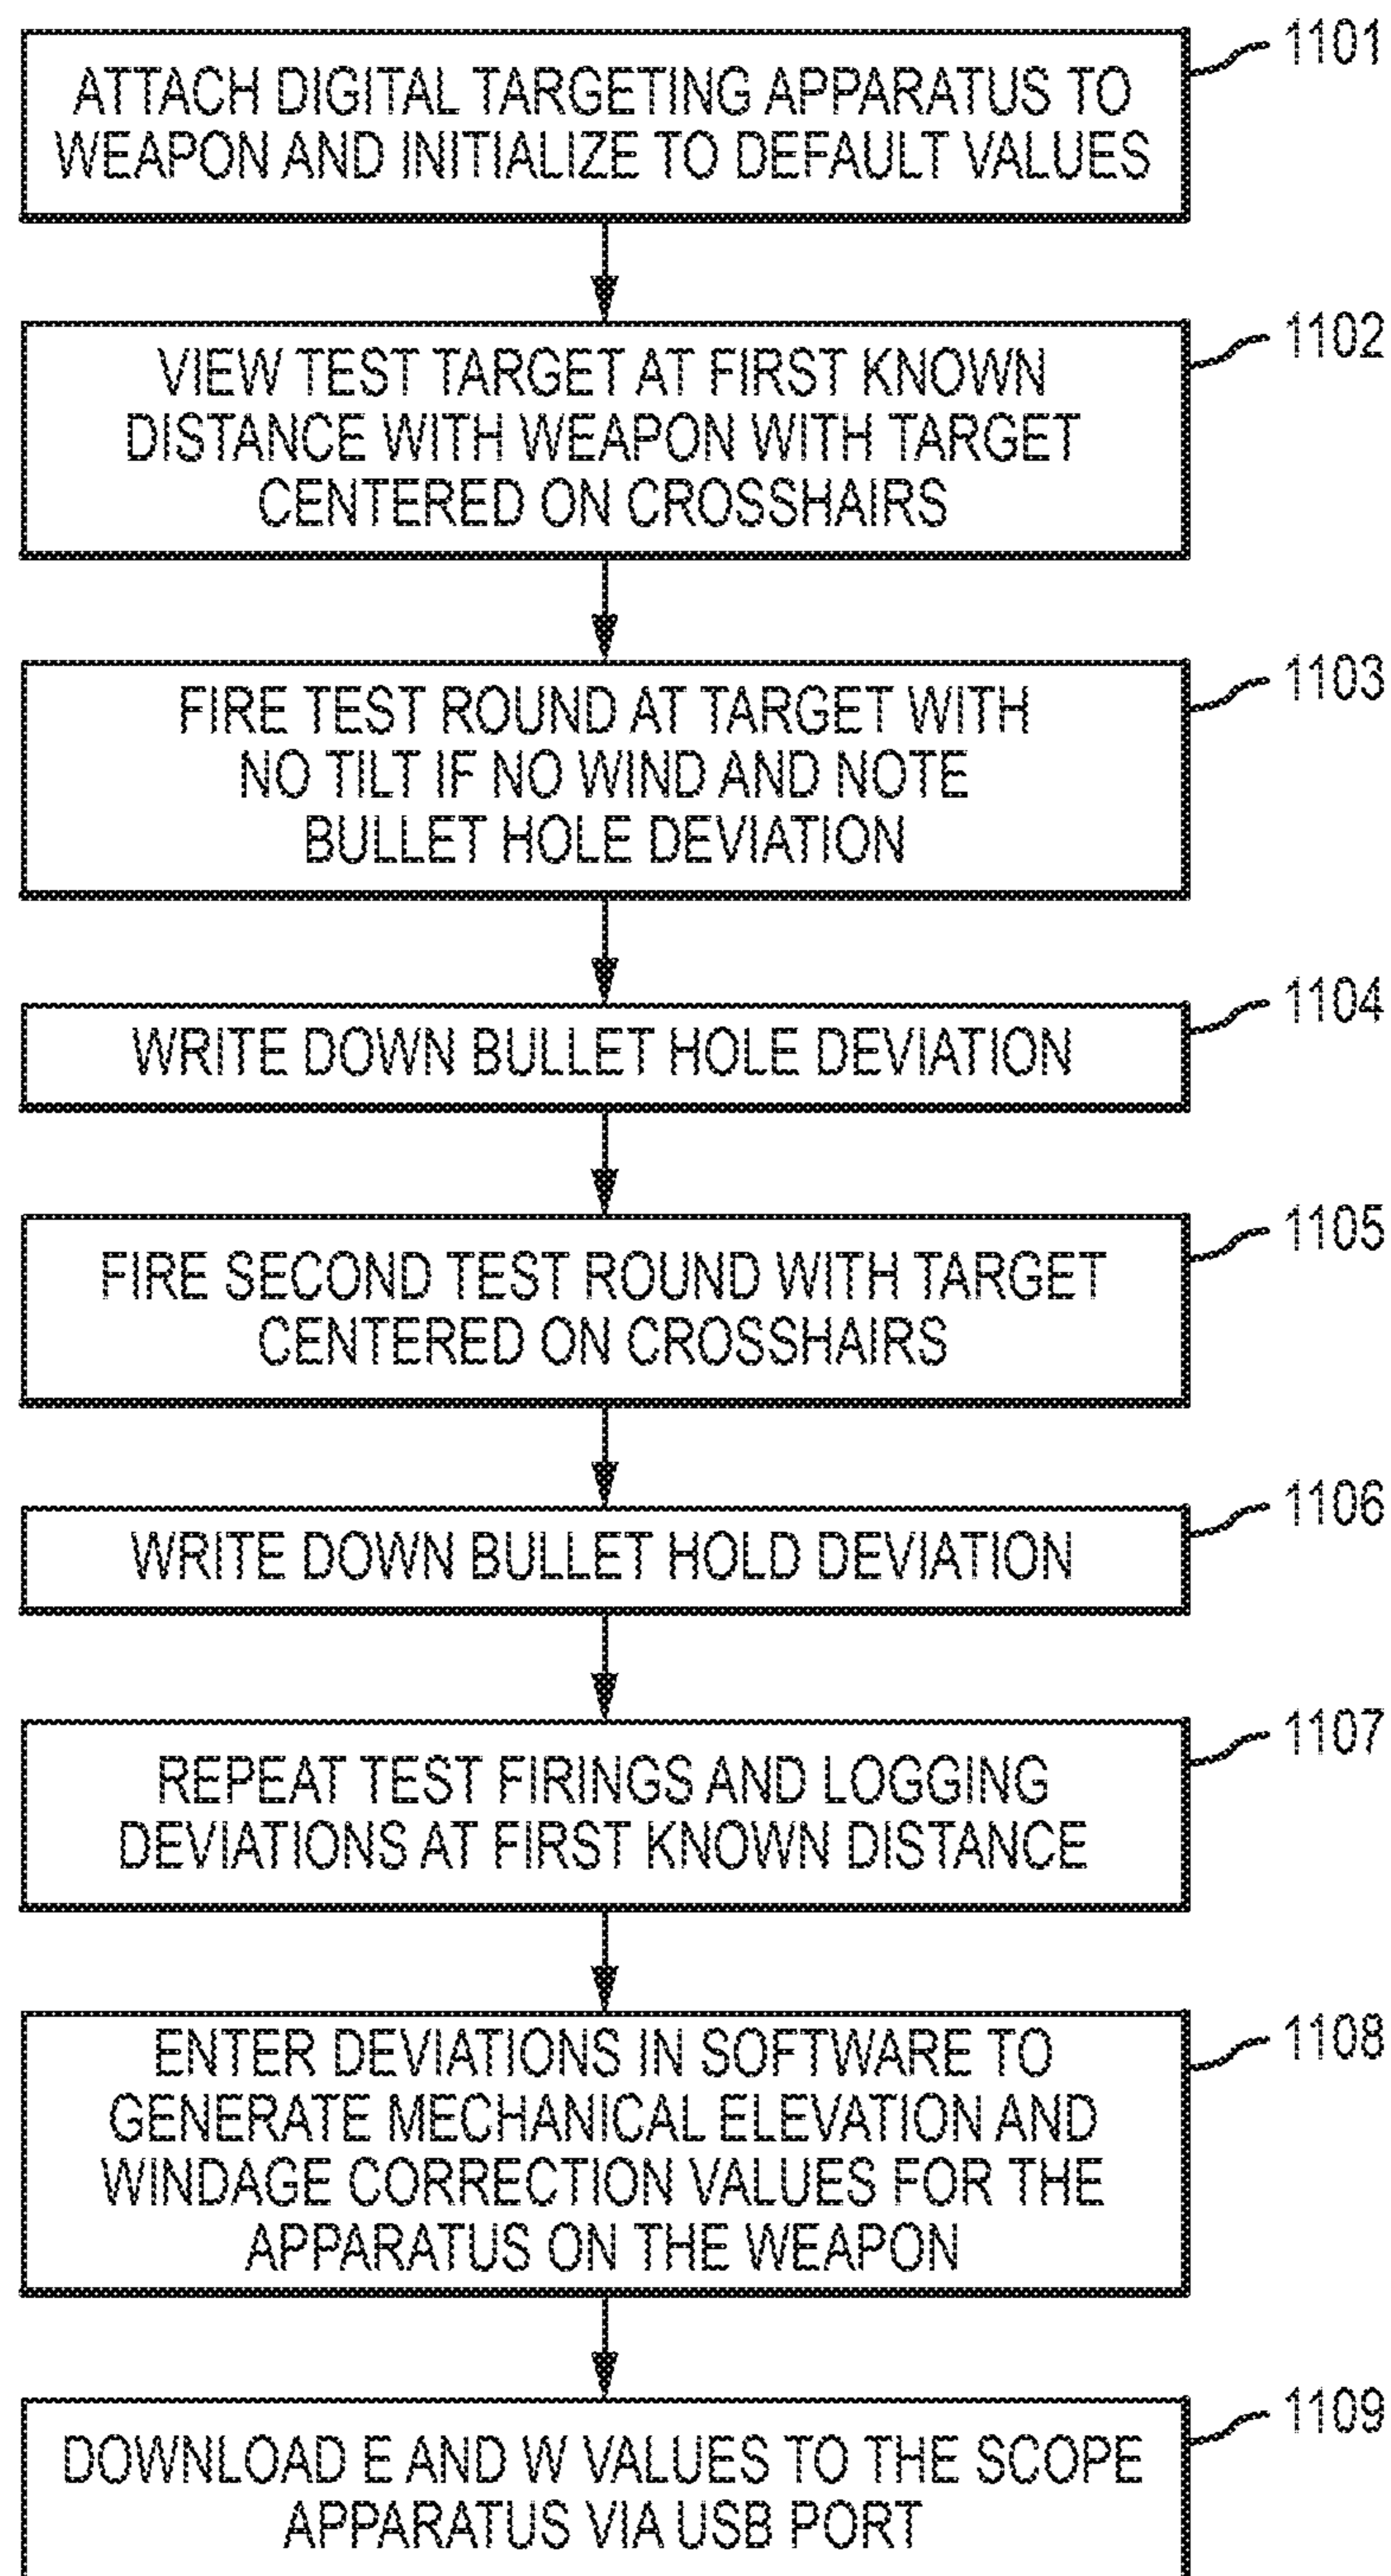 ATTACH DIGITAL TARGETING APPARATUS TO
WEAPON AND INITIALIZE TO DEFAULT VALUES
1101
VIEW TEST TARGET AT FIRST KNOWN
DISTANCE WITH WEAPON WITH TARGET
CENTERED ON CROSSHAIRS
1102
FIRE TEST ROUND AT TARGET WITH
NO TILT IF NO WIND AND NOTE
BULLET HOLE DEVIATION
1103
WRITE DOWN BULLET HOLE DEVIATION
1104
FIRE SECOND TEST ROUND WITH TARGET
CENTERED ON CROSSHAIRS
1105
WRITE DOWN BULLET HOLD DEVIATION
1106
REPEAT TEST FIRINGS AND LOGGING
DEVIATIONS AT FIRST KNOWN DISTANCE
1107
ENTER DEVIATIONS IN SOFTWARE TO
GENERATE MECHANICAL ELEVATION AND
WINDAGE CORRECTION VALUES FOR THE
APPARATUS ON THE WEAPON
1108
DOWNLOAD E AND W VALUES TO THE SCOPE
APPARATUS VIA USB PORT
1109